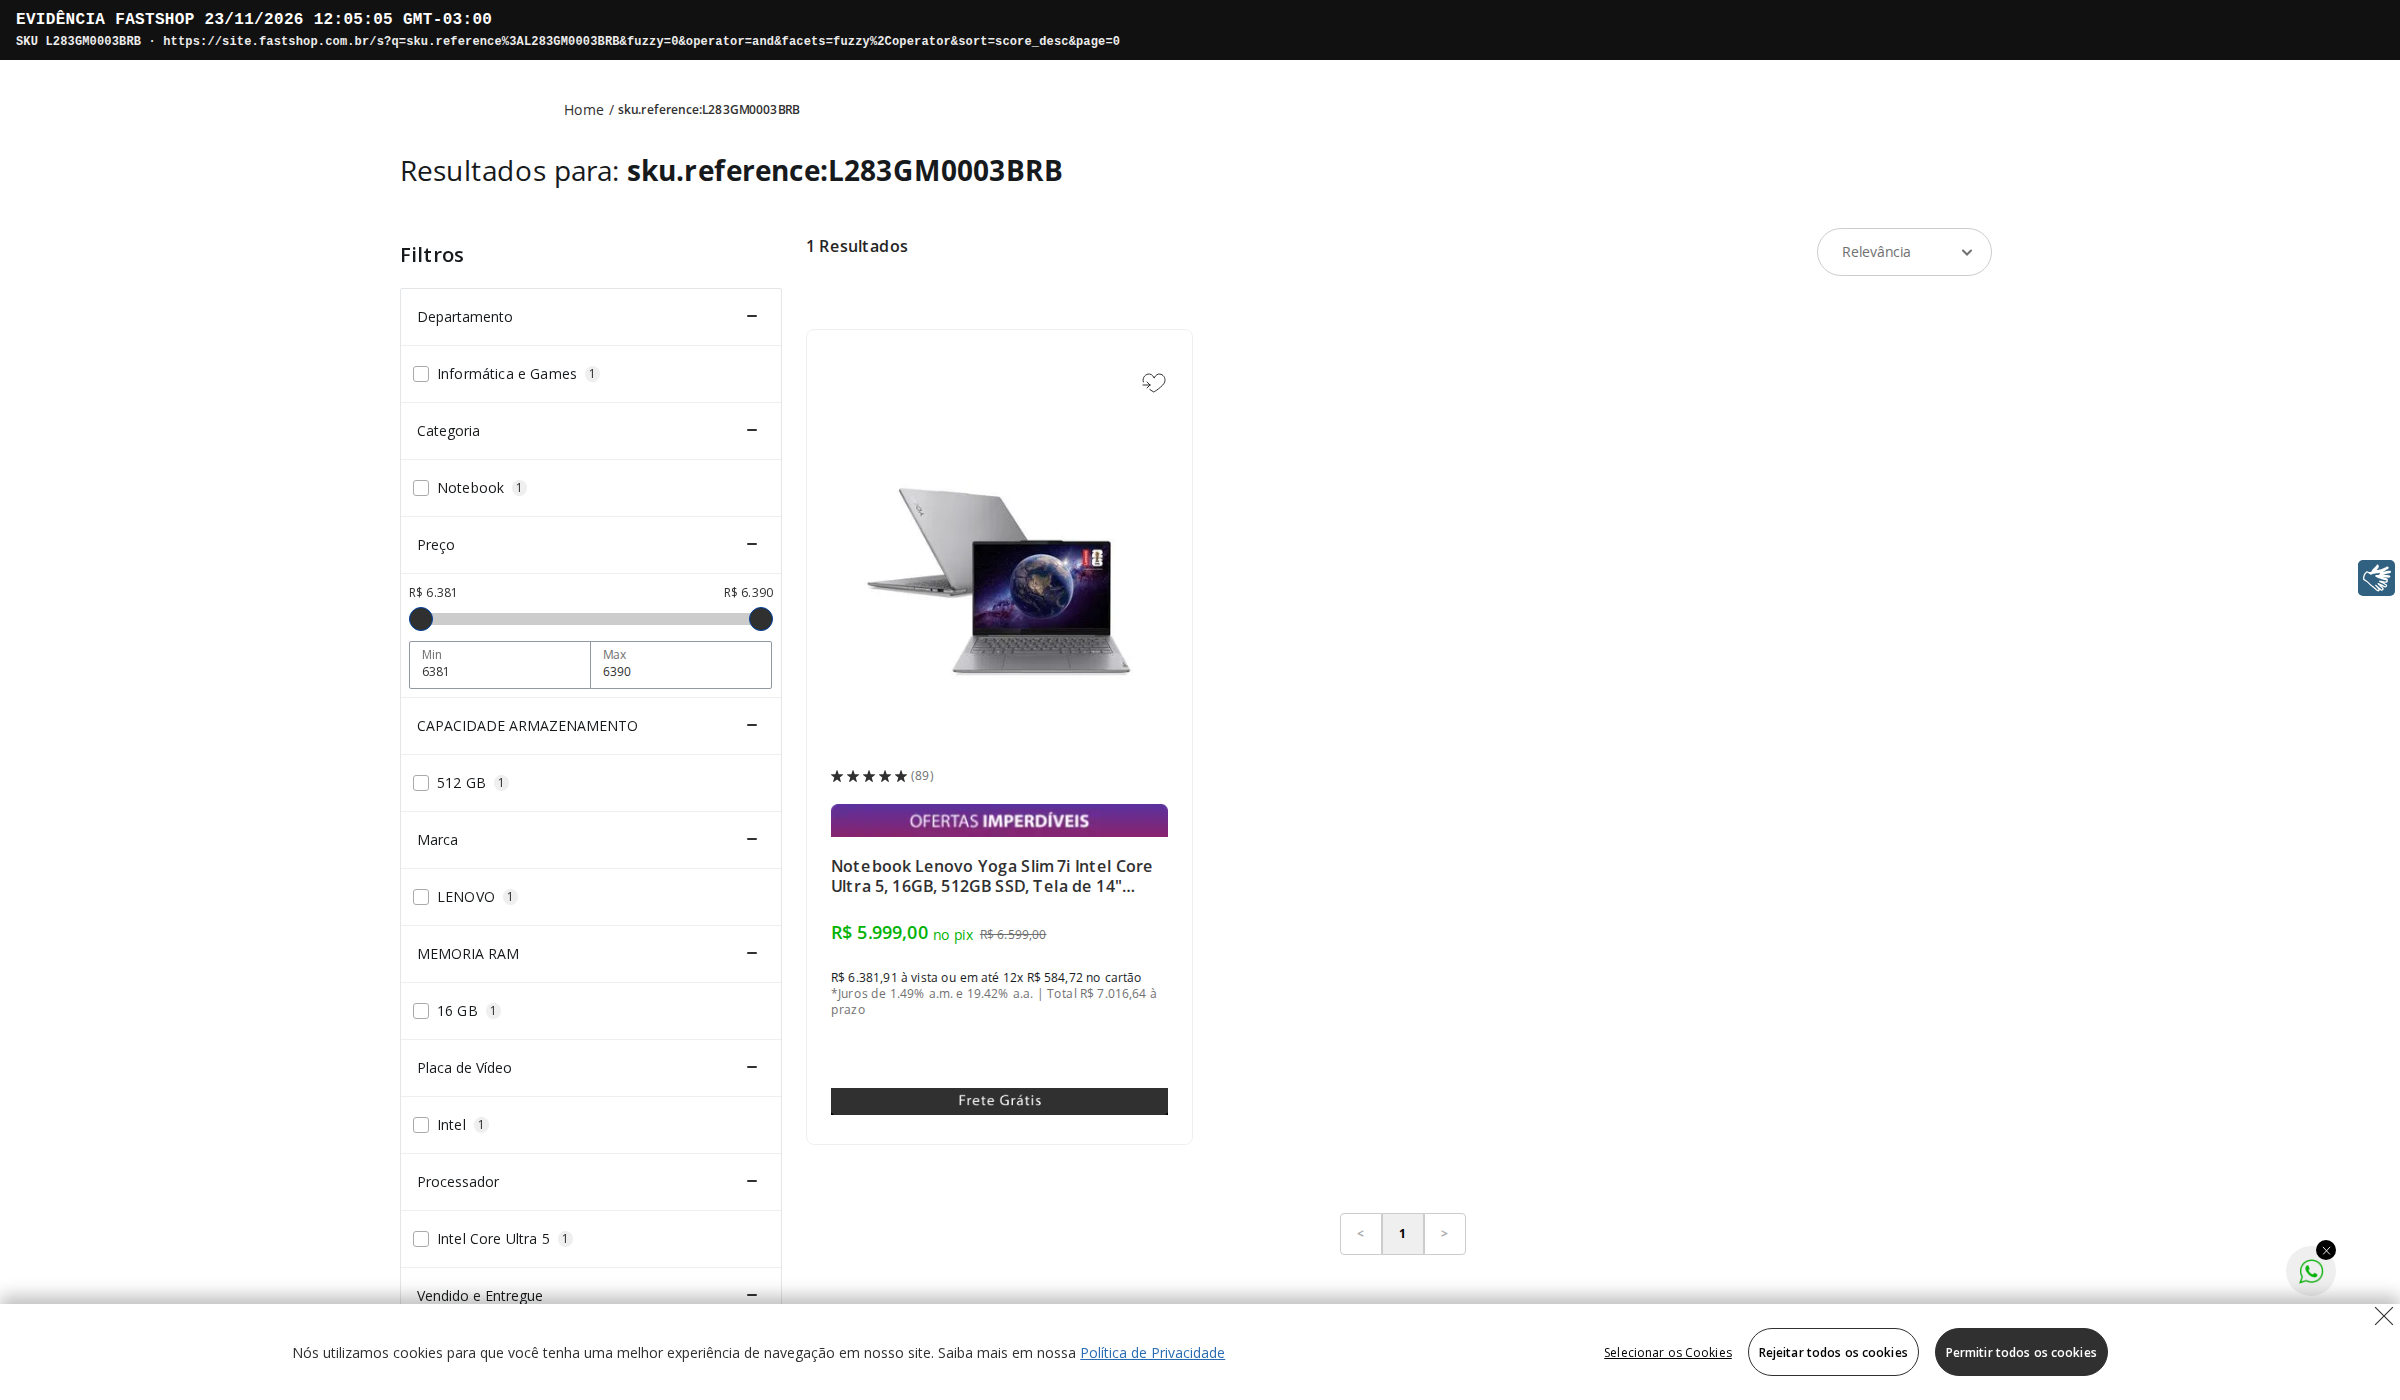 EVIDÊNCIA FASTSHOP 23/11/2026 12:05:05 GMT-03:00
SKU L283GM0003BRB · https://site.fastshop.com.br/s?q=sku.reference%3AL283GM0003BRB&fuzzy=0&operator=and&facets=fuzzy%2Coperator&sort=score_desc&page=0
Home / sku.reference:L283GM0003BRB
Resultados para: sku.reference:L283GM0003BRB
Filtros
1 Resultados
Relevância
Departamento
Informática e Games 1
Categoria
Notebook 1
Preço
R$ 6.381 R$ 6.390
Min Max
6381 6390
CAPACIDADE ARMAZENAMENTO
512 GB 1
Marca
LENOVO 1
MEMORIA RAM
16 GB 1
Placa de Vídeo
Intel 1
Processador
Intel Core Ultra 5 1
Vendido e Entregue
(89)
OFERTAS IMPERDÍVEIS
Notebook Lenovo Yoga Slim 7i Intel Core
Ultra 5, 16GB, 512GB SSD, Tela de 14"...
R$ 5.999,00 no pix R$ 6.599,00
R$ 6.381,91 à vista ou em até 12x R$ 584,72 no cartão
*Juros de 1.49% a.m. e 19.42% a.a. | Total R$ 7.016,64 à
prazo
Frete Grátis
< 1 >
Nós utilizamos cookies para que você tenha uma melhor experiência de navegação em nosso site. Saiba mais em nossa Política de Privacidade
Selecionar os Cookies
Rejeitar todos os cookies
Permitir todos os cookies